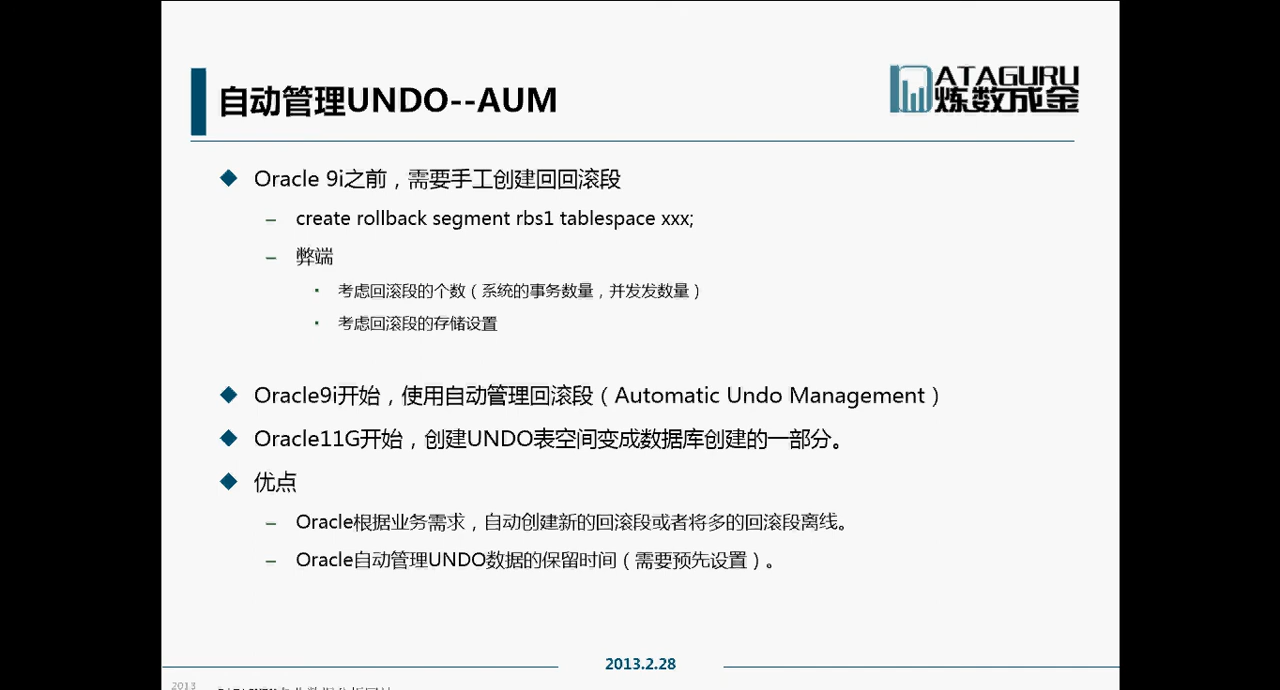 自动管理UNDO--AUM
ATAGURU
炼数成金
Oracle 9i之前，需要手工创建回回滚段
create rollback segment rbs1 tablespace xxx;
弊端
考虑回滚段的个数（系统的事务数量，并发发数量）
考虑回滚段的存储设置
Oracle9i开始，使用自动管理回滚段（Automatic Undo Management）
Oracle11G开始，创建UNDO表空间变成数据库创建的一部分。
优点
Oracle根据业务需求，自动创建新的回滚段或者将多的回滚段离线。
Oracle自动管理UNDO数据的保留时间（需要预先设置）。
2013.2.28
2013